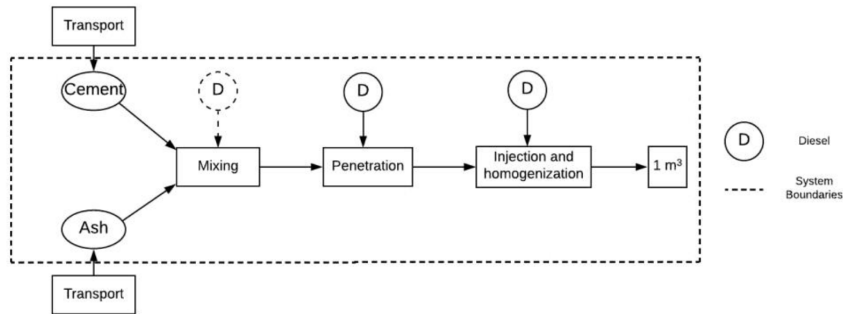 Transport
Cement
D
D
D
Mixing
Penetration
Injection and
homogenization
1 m³
Ash
Transport
D
Diesel
System
Boundaries